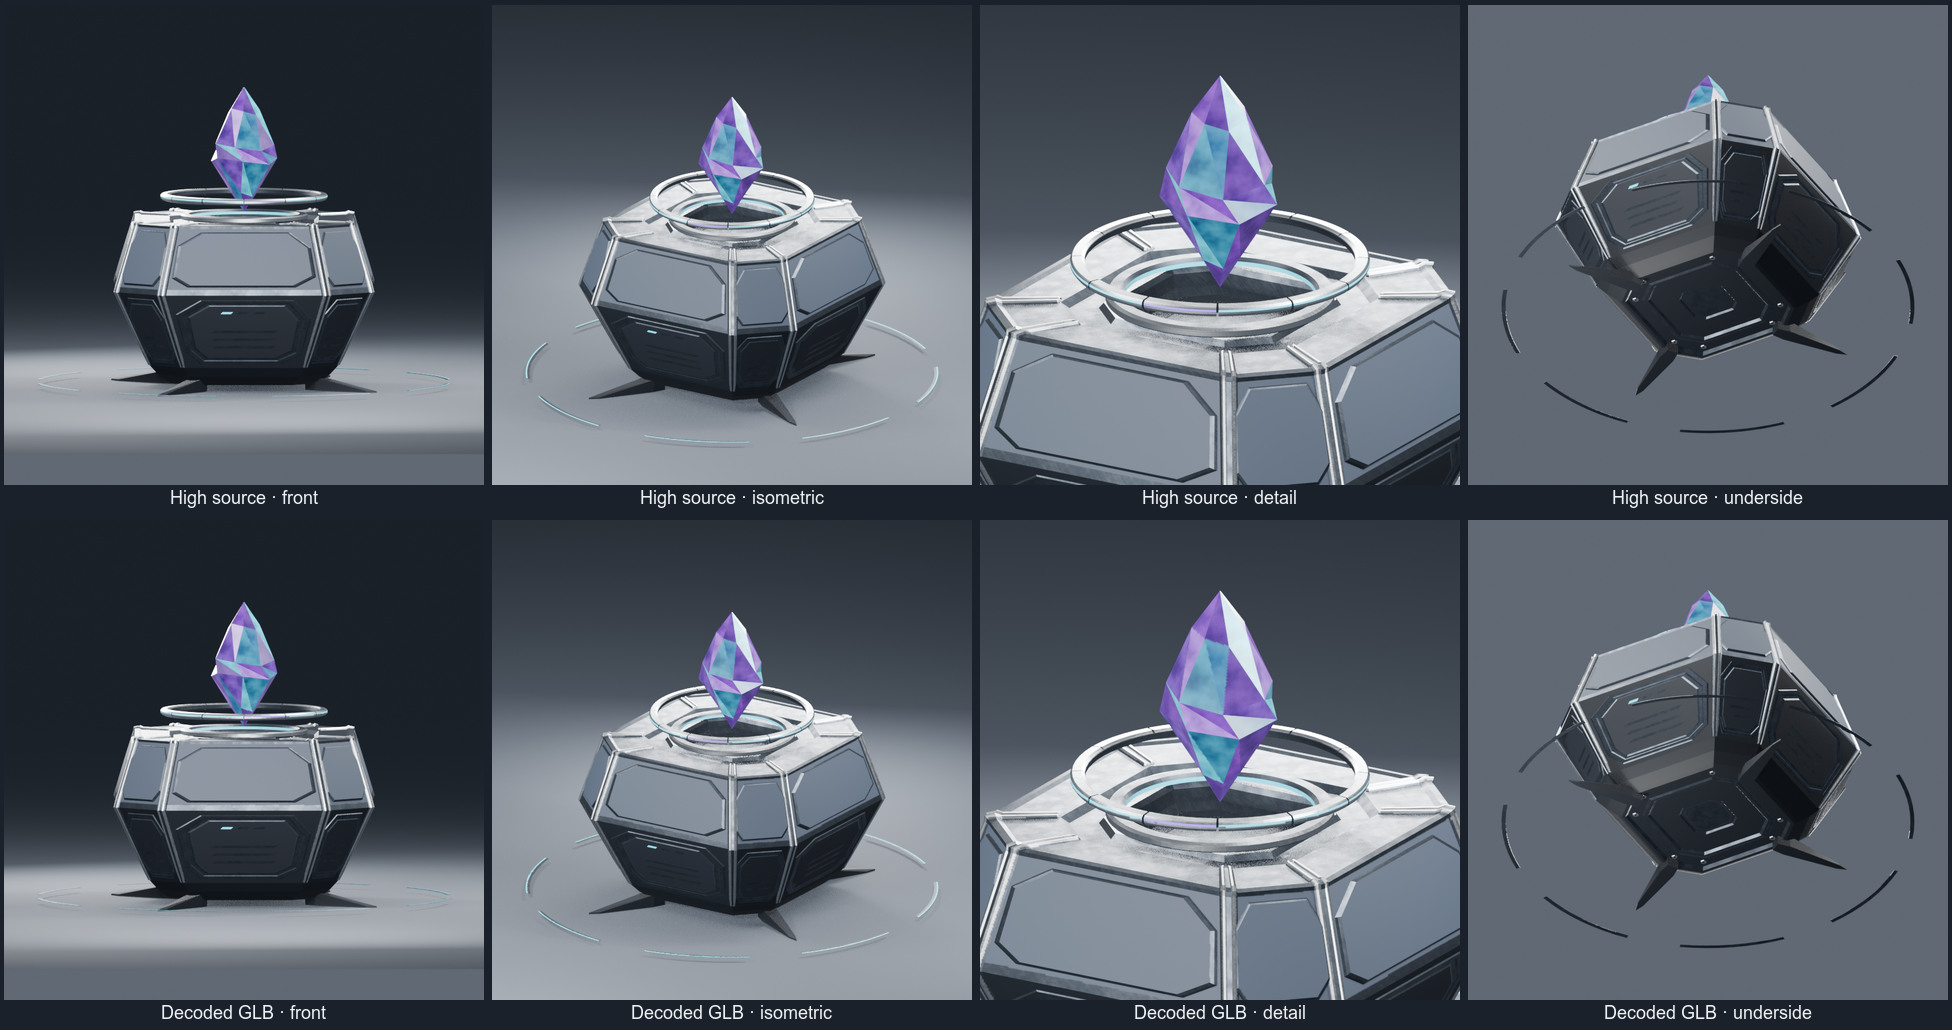 High source · front
High source · isometric
High source · detail
High source · underside
Decoded GLB · front
Decoded GLB · isometric
Decoded GLB · detail
Decoded GLB · underside